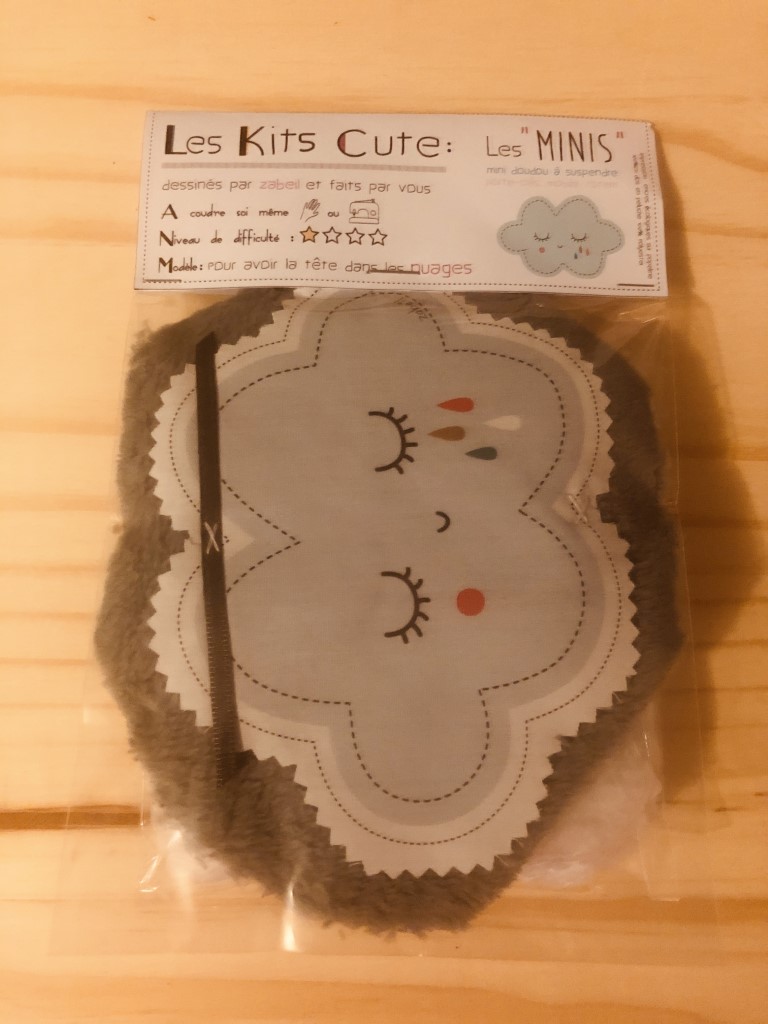 Les Kits Cute:
dessinés par zabeil et faits par vous
A coudre soi même ou
Niveau de difficulté :
Modèle: pour avoir la tête dans les nuages
Les "MINIS"
mini doudou à suspendre